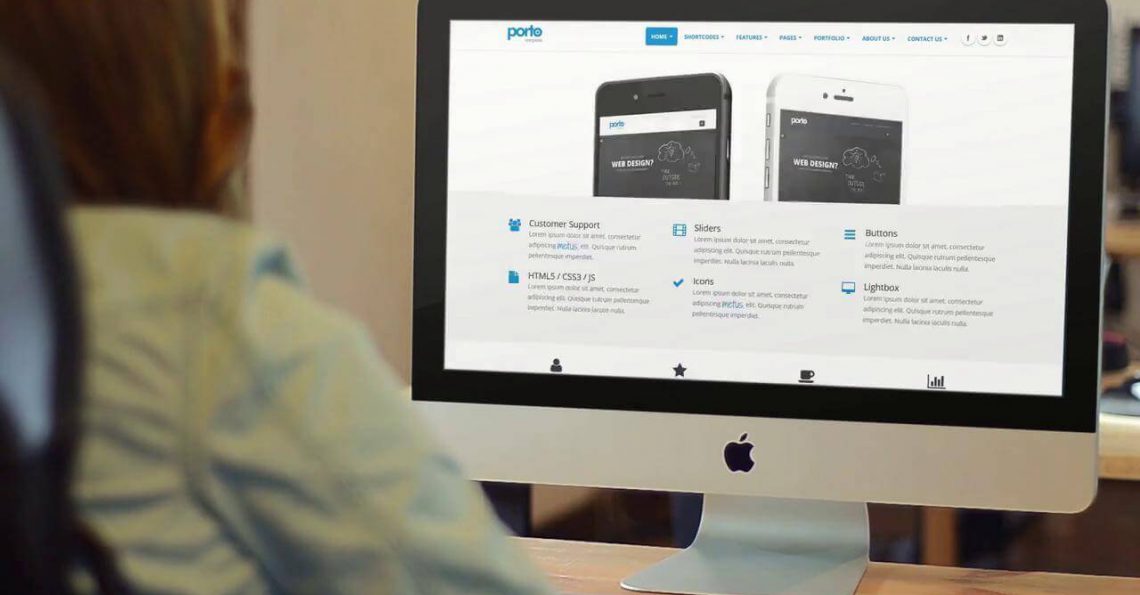 porto
HOME SHORTCODES FEATURES PAGES PORTFOLIO ABOUT US CONTACT US
porto
WEB DESIGN?
THINK
OUTSIDE
porto
WEB DESIGN?
THINK
OUTSIDE
Customer Support
Lorem ipsum dolor sit amet, consectetur
adipiscing metus, elit. Quisque rutrum
pellentesque imperdiet.
Sliders
Lorem ipsum dolor sit amet, consectetur
adipiscing elit. Quisque rutrum pellentesque
imperdiet. Nulla lacinia iaculis nulla.
Buttons
Lorem ipsum dolor sit amet, consectetur
adipiscing elit. Quisque rutrum pellentesque
imperdiet. Nulla lacinia iaculis nulla.
HTML5 / CSS3 / JS
Lorem ipsum dolor sit amet, consectetur
adipiscing elit. Quisque rutrum pellentesque
imperdiet. Nulla lacinia iaculis nulla.
Icons
Lorem ipsum dolor sit amet, consectetur
adipiscing metus, elit. Quisque rutrum
pellentesque imperdiet.
Lightbox
Lorem ipsum dolor sit amet, consectetur
adipiscing elit. Quisque rutrum pellentesque
imperdiet. Nulla lacinia iaculis nulla.